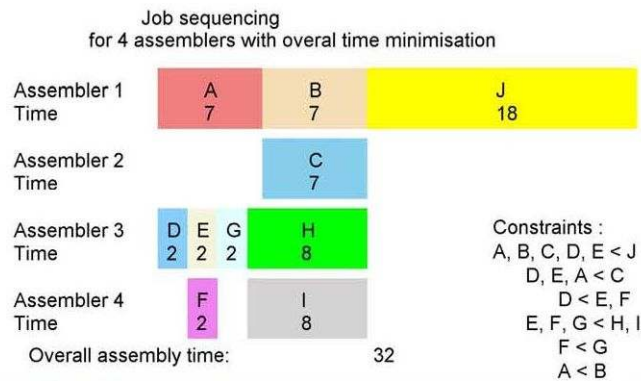 Job sequencing
for 4 assemblers with overal time minimisation
Assembler 1 A B J
Time 7 7 18
Assembler 2 C
Time 7
Assembler 3 D E G H
Time 2 2 2 8
Assembler 4 F I
Time 2 8
Overall assembly time: 32
Constraints :
A, B, C, D, E < J
D, E, A < C
D < E, F
E, F, G < H, I
F < G
A < B